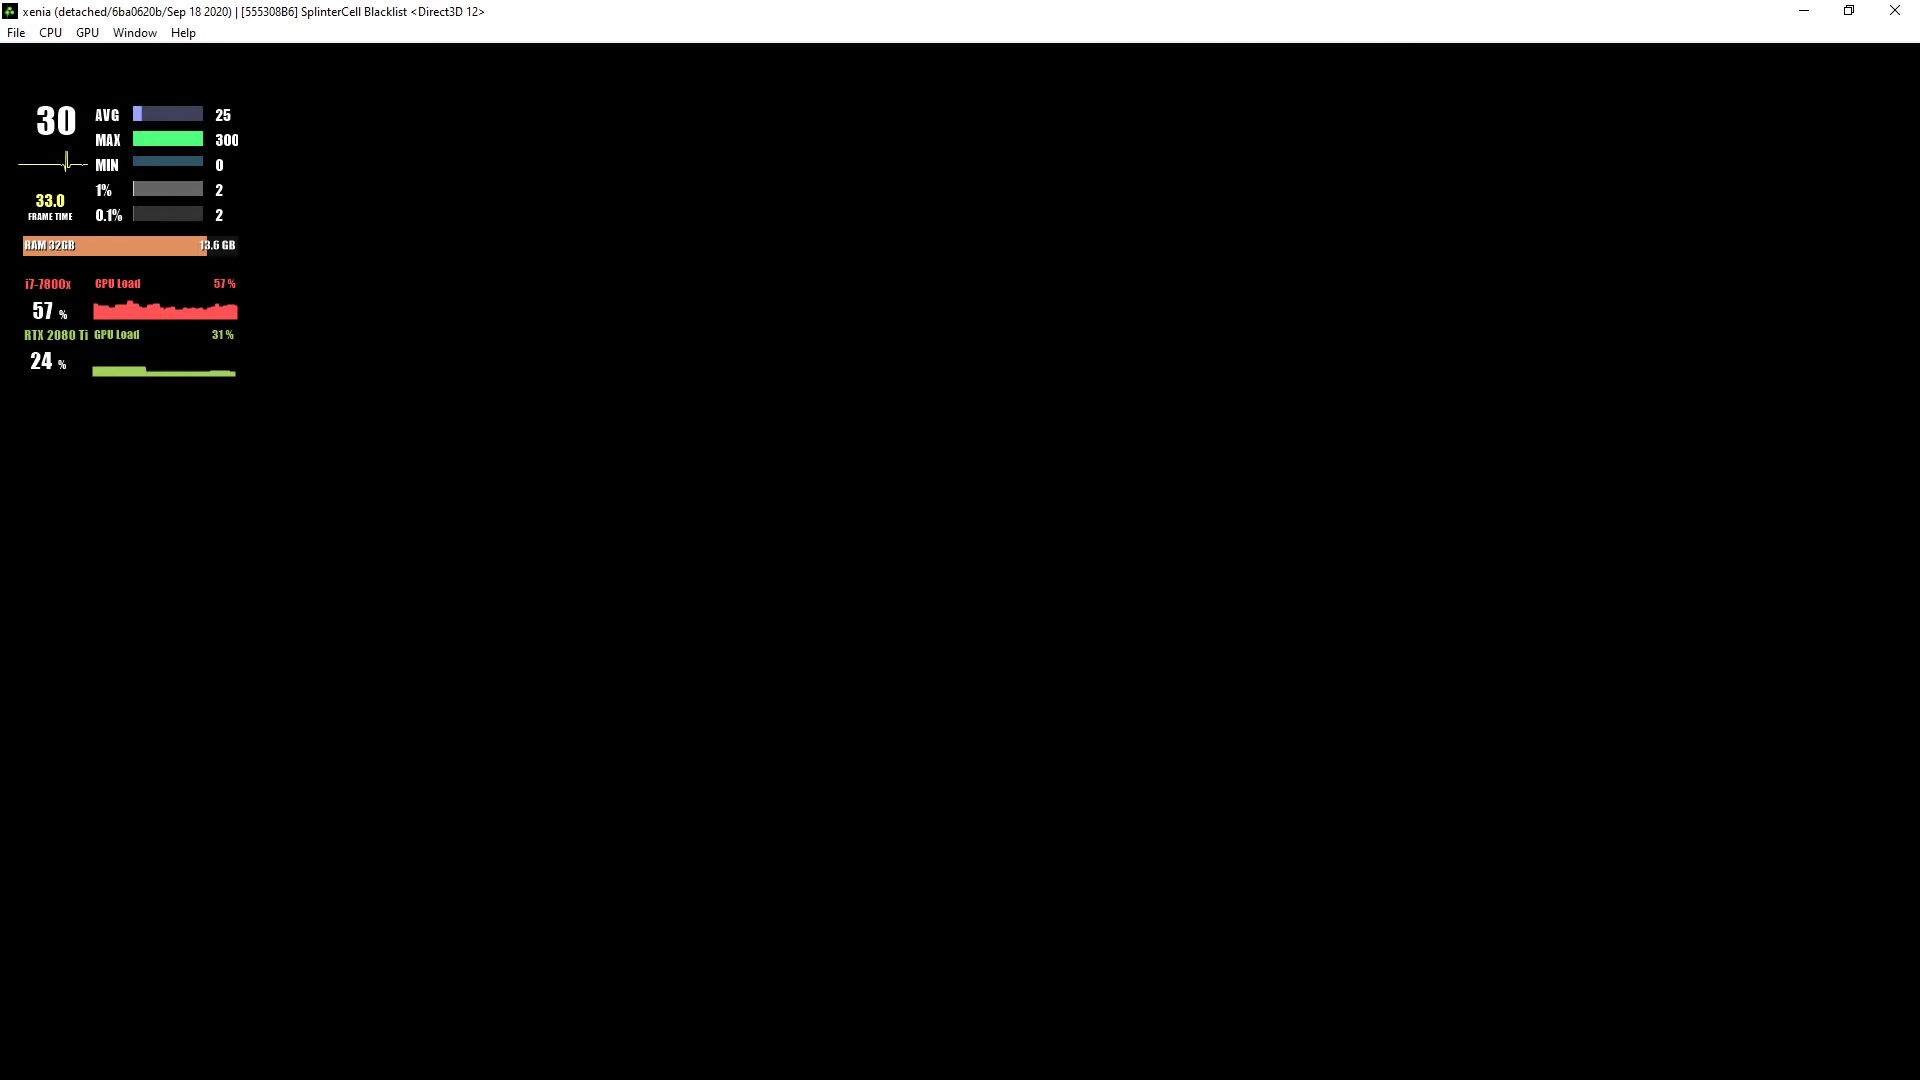 xenia (detached/6ba0620b/Sep 18 2020) | [555308B6] SplinterCell Blacklist <Direct3D 12>
File CPU GPU Window Help
30 AVG 25
MAX 300
MIN 0
1% 2
33.0
FRAME TIME
0.1% 2
RAM 32GB 13.6 GB
i7-7800x CPU Load 57 %
57 %
RTX 2080 Ti GPU Load 31 %
24 %